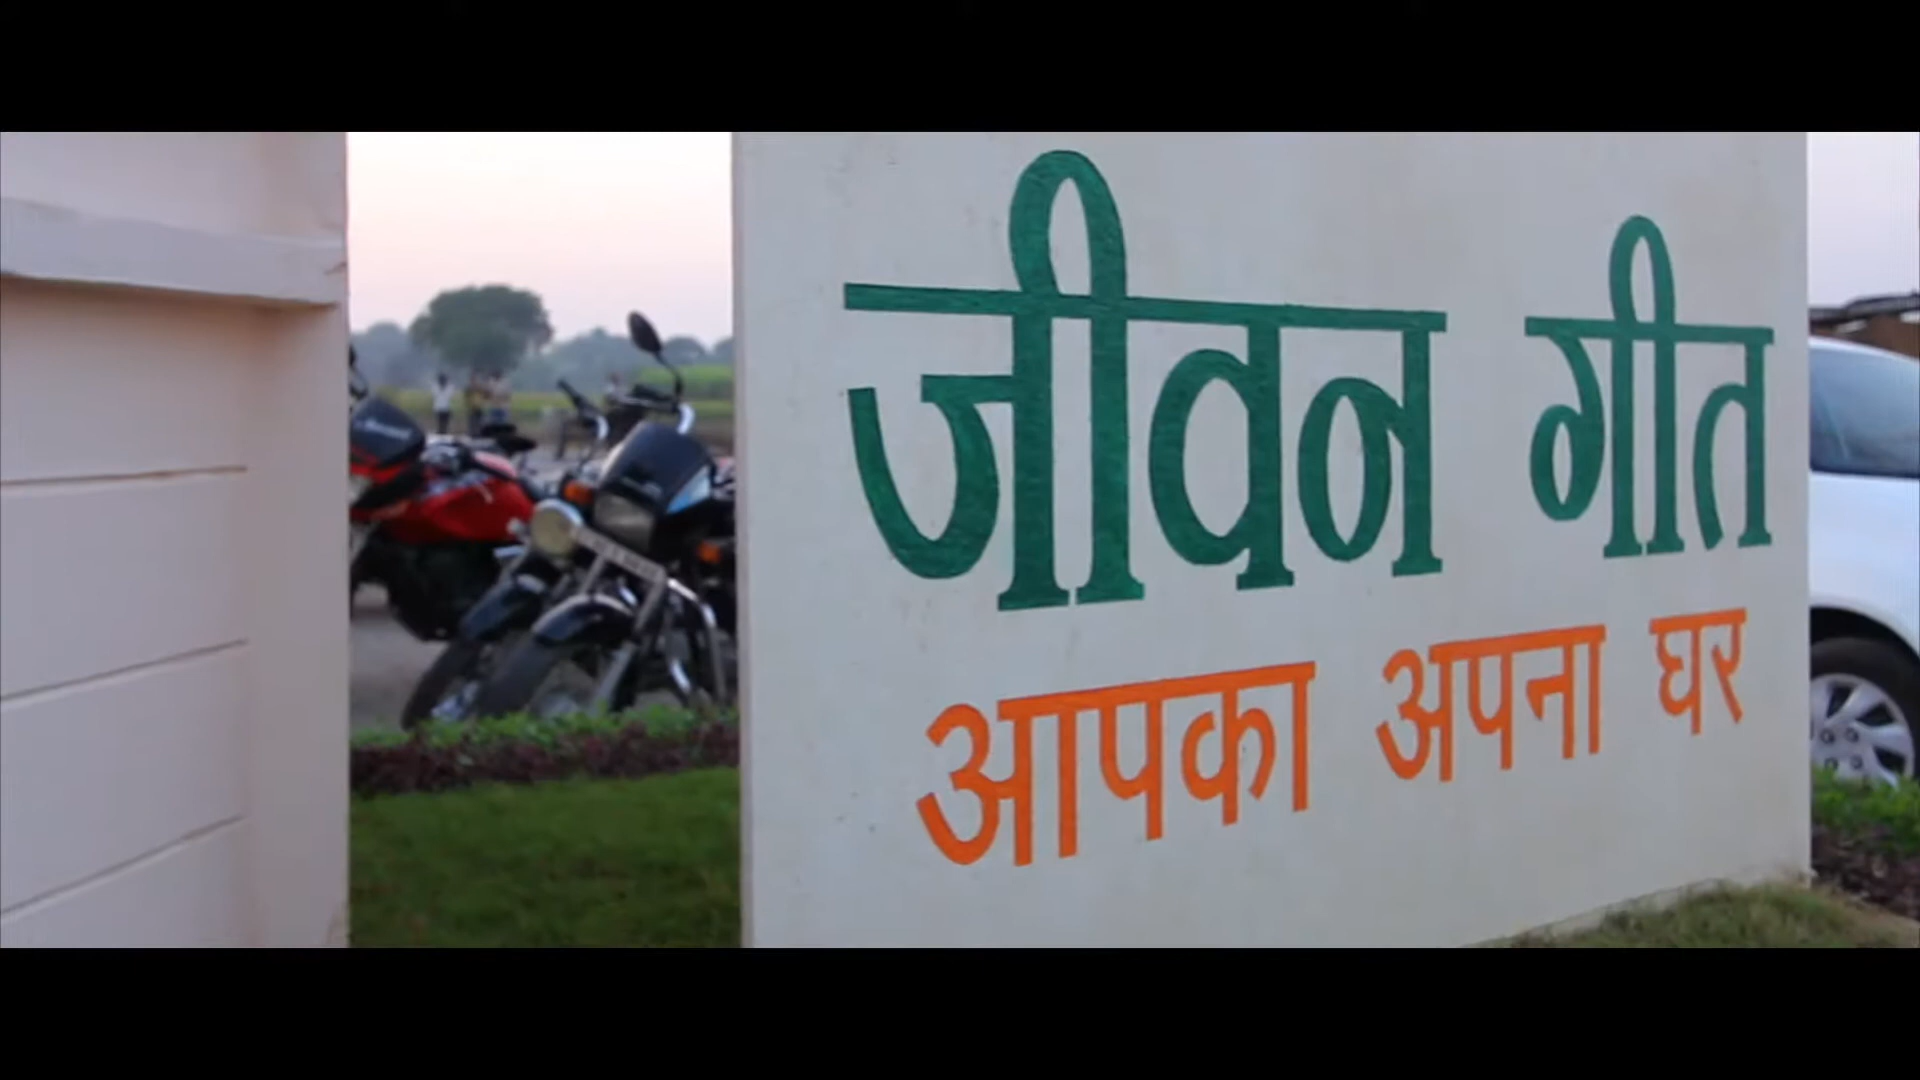 जीवन गीत
आपका अपना घर